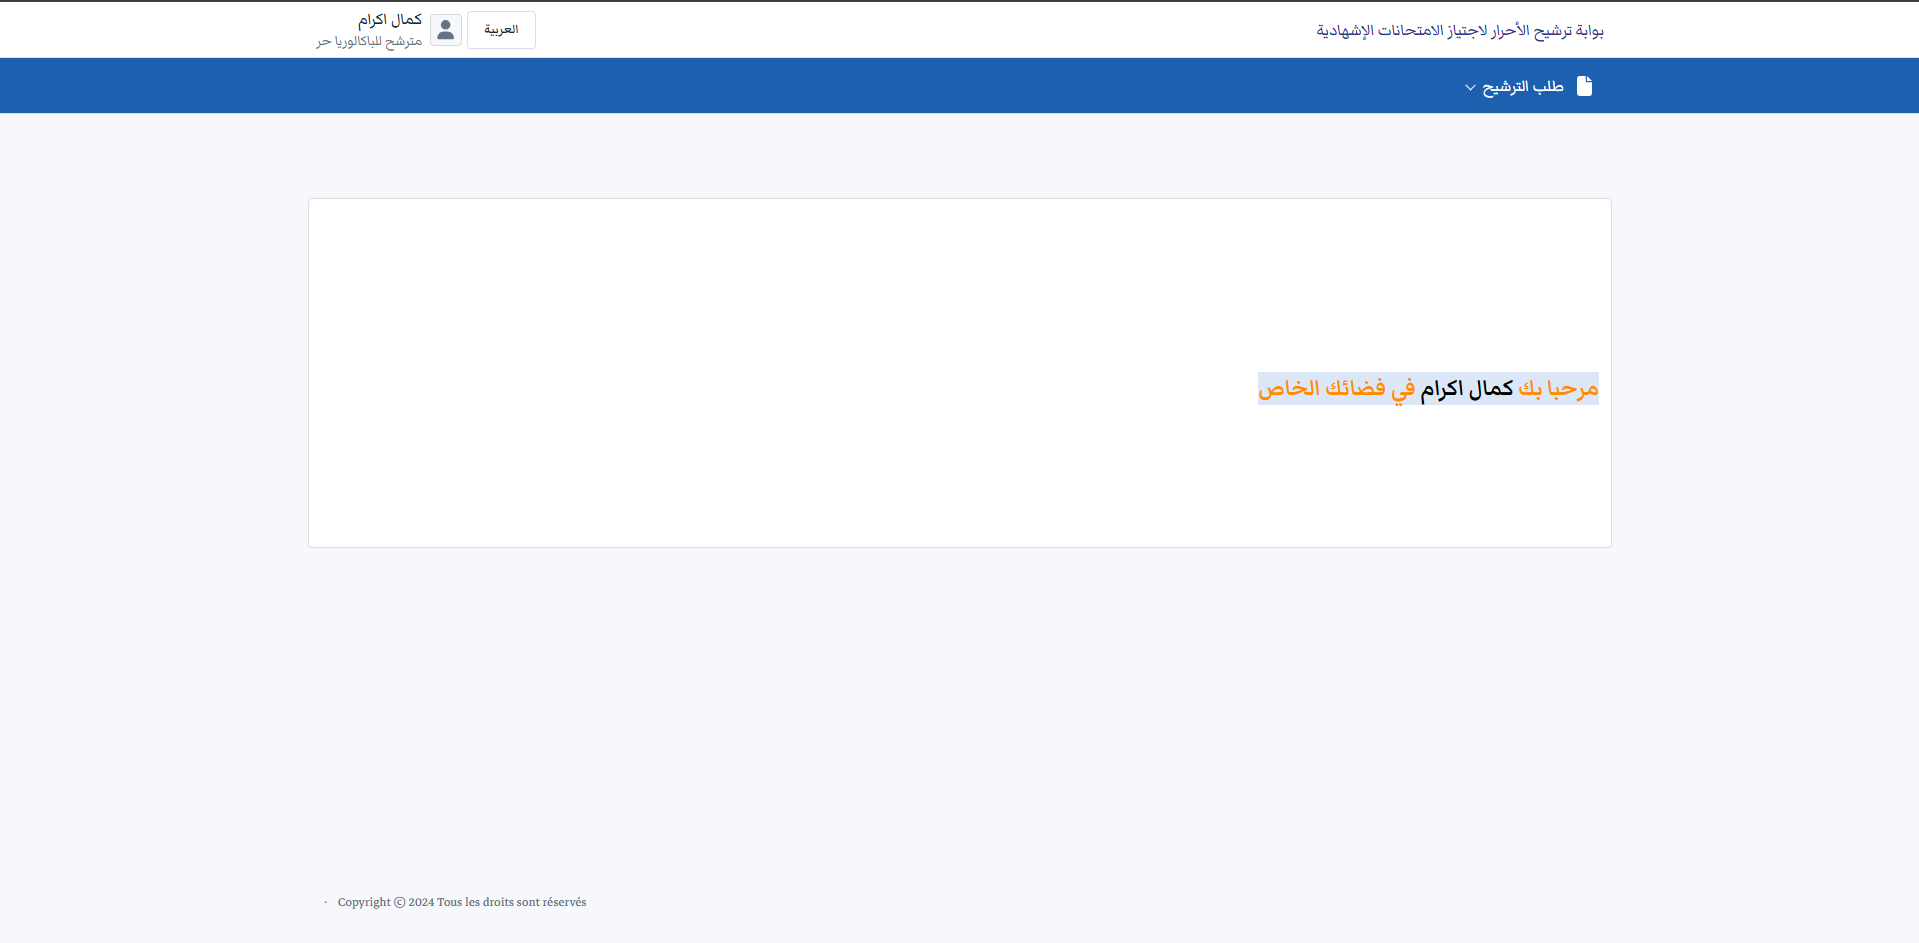 بوابة ترشيح الأحرار لاجتياز الامتحانات الإشهادية
العربية
كمال اكرام
مترشح للباكالوريا حر
طلب الترشيح
مرحبا بك كمال اكرام في فضائك الخاص
· Copyright © 2024 Tous les droits sont réservés